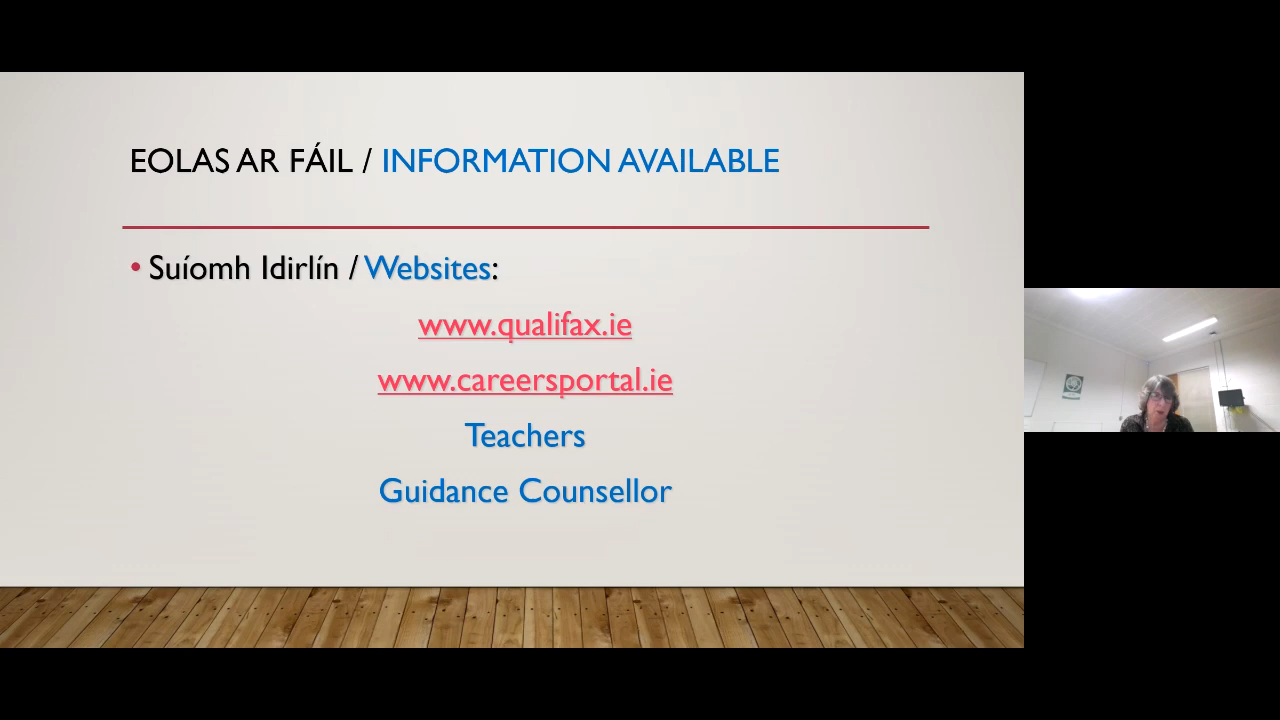 EOLAS AR FÁIL / INFORMATION AVAILABLE
• Suíomh Idirlín / Websites:
www.qualifax.ie
www.careersportal.ie
Teachers
Guidance Counsellor